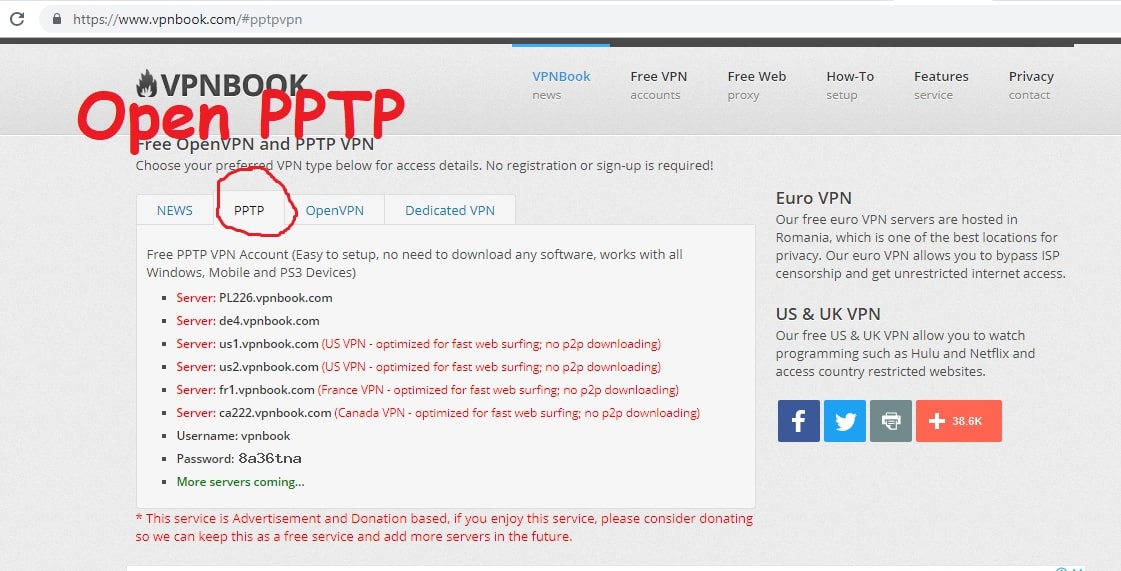 https://www.vpnbook.com/#pptpvpn
VPNBOOK
VPNBook
news
Free VPN
accounts
Free Web
proxy
How-To
setup
Features
service
Privacy
contact
Open PPTP
Free OpenVPN and PPTP VPN
Choose your preferred VPN type below for access details. No registration or sign-up is required!
NEWS PPTP OpenVPN Dedicated VPN
Free PPTP VPN Account (Easy to setup, no need to download any software, works with all
Windows, Mobile and PS3 Devices)
Server: PL226.vpnbook.com
Server: de4.vpnbook.com
Server: us1.vpnbook.com (US VPN - optimized for fast web surfing; no p2p downloading)
Server: us2.vpnbook.com (US VPN - optimized for fast web surfing; no p2p downloading)
Server: fr1.vpnbook.com (France VPN - optimized for fast web surfing; no p2p downloading)
Server: ca222.vpnbook.com (Canada VPN - optimized for fast web surfing; no p2p downloading)
Username: vpnbook
Password: 8a36tna
More servers coming...
* This service is Advertisement and Donation based, if you enjoy this service, please consider donating
so we can keep this as a free service and add more servers in the future.
Euro VPN
Our free euro VPN servers are hosted in
Romania, which is one of the best locations for
privacy. Our euro VPN allows you to bypass ISP
censorship and get unrestricted internet access.
US & UK VPN
Our free US & UK VPN allow you to watch
programming such as Hulu and Netflix and
access country restricted websites.
38.6K